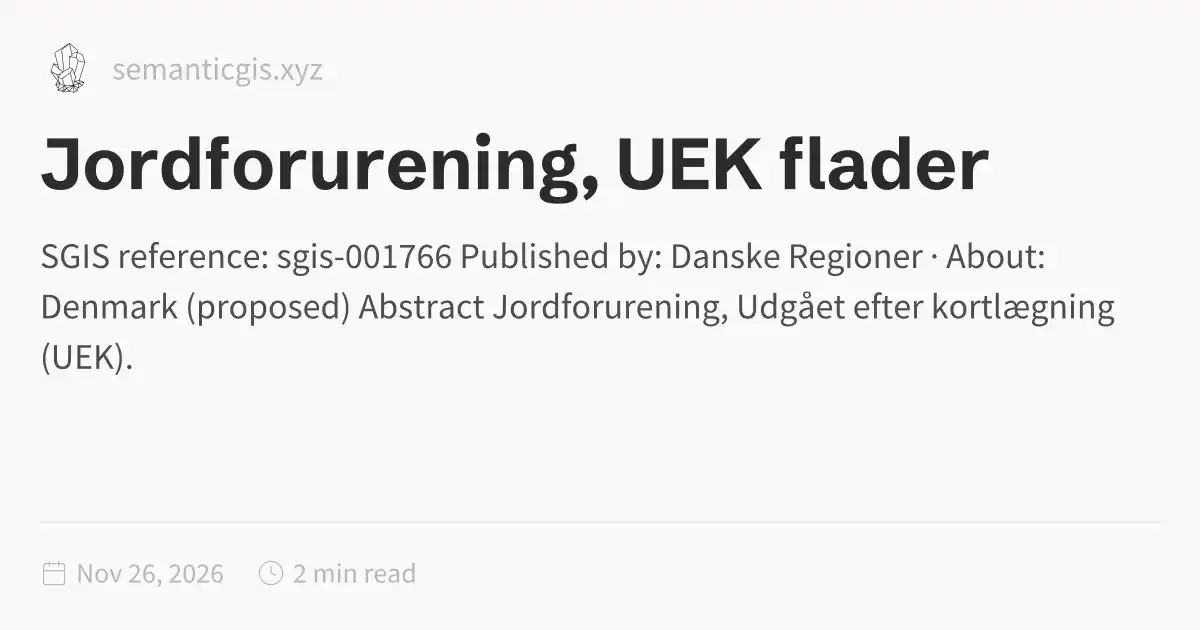 semanticgis.xyz
Jordforurening, UEK flader
SGIS reference: sgis-001766 Published by: Danske Regioner · About:
Denmark (proposed) Abstract Jordforurening, Udgået efter kortlægning
(UEK).
Nov 26, 2026 2 min read